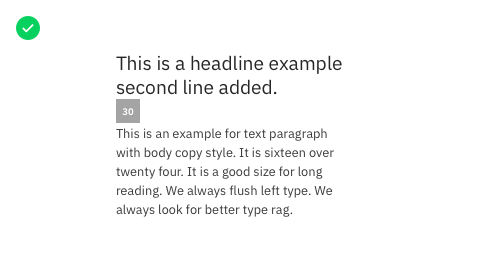 This is a headline example
second line added.
30
This is an example for text paragraph
with body copy style. It is sixteen over
twenty four. It is a good size for long
reading. We always flush left type. We
always look for better type rag.